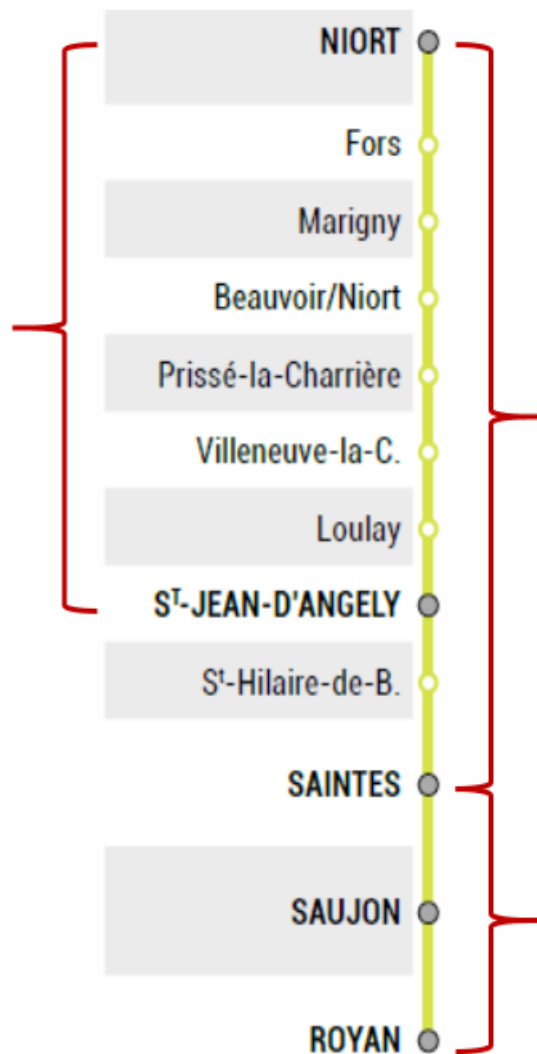 NIORT
Fors
Marigny
Beauvoir/Niort
Prissé-la-Charrière
Villeneuve-la-C.
Loulay
Sᵀ-JEAN-D'ANGELY
Sᵗ-Hilaire-de-B.
SAINTES
SAUJON
ROYAN